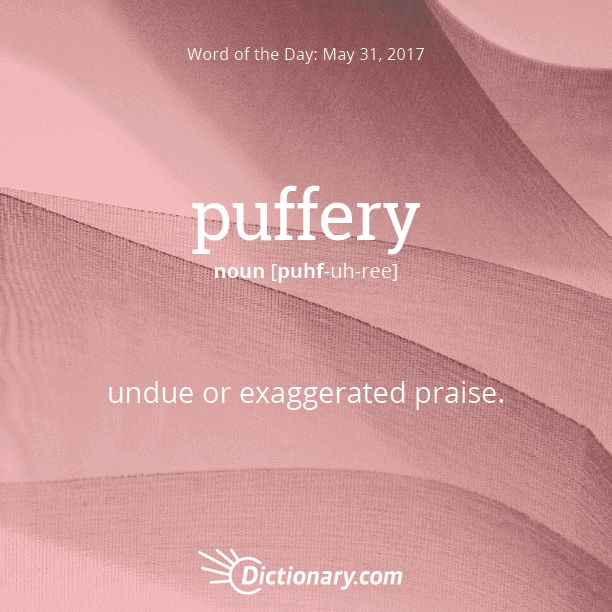 Word of the Day: May 31, 2017
puffery
noun [puhf-uh-ree]
undue or exaggerated praise.
Dictionary.com